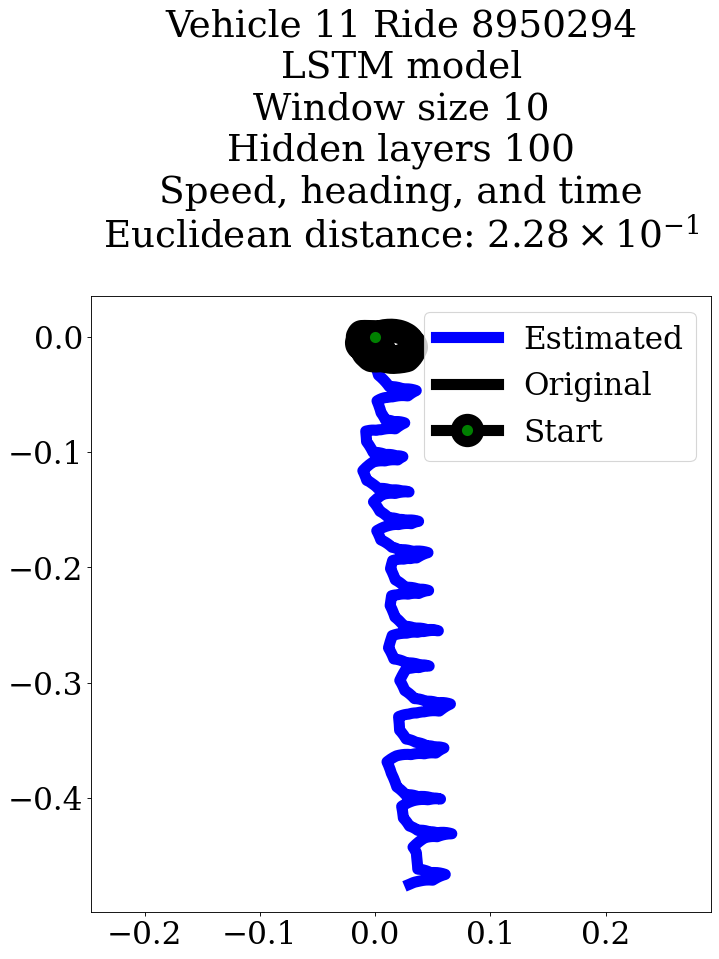 Vehicle 11 Ride 8950294
LSTM model
Window size 10
Hidden layers 100
Speed, heading, and time
Euclidean distance: 2.28 × 10⁻¹
Estimated
Original
Start
0.0
−0.1
−0.2
−0.3
−0.4
−0.2 −0.1 0.0 0.1 0.2